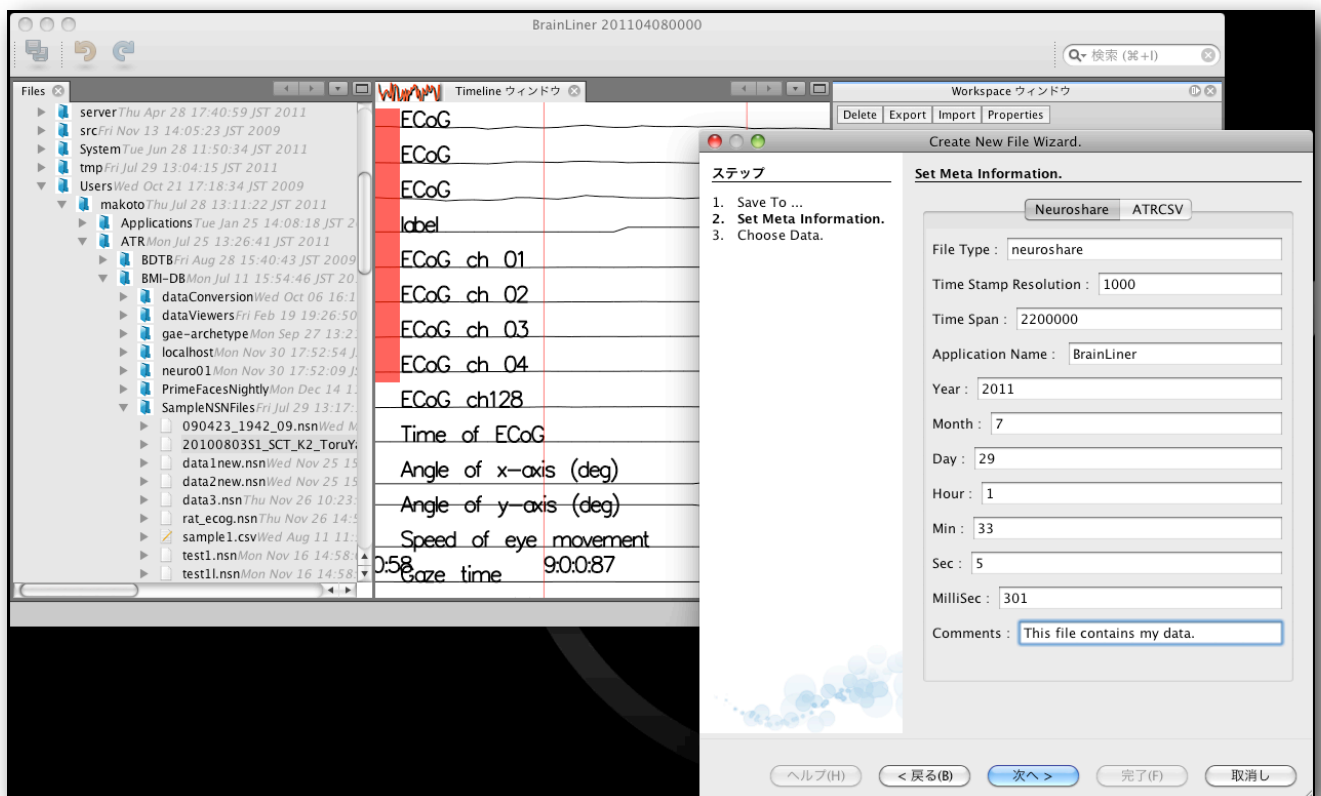 BrainLiner 201104080000
検索 (⌘+I)
Files
server Thu Apr 28 17:40:59 JST 2011
src Fri Nov 13 14:05:23 JST 2009
System Tue Jun 28 11:50:34 JST 2011
tmp Fri Jul 29 13:04:15 JST 2011
Users Wed Oct 21 17:18:34 JST 2009
makoto Thu Jul 28 13:11:22 JST 2011
Applications Tue Jan 25 14:08:18 JST 2
ATR Mon Jul 25 13:26:41 JST 2011
BDTB Fri Aug 28 15:40:43 JST 2009
BMI-DB Mon Jul 11 15:54:46 JST 20
dataConversion Wed Oct 06 16:1
dataViewers Fri Feb 19 19:26:50
gae-archetype Mon Sep 27 13:2
localhost Mon Nov 30 17:52:54 J
neuro01 Mon Nov 30 17:52:09 JS
PrimeFacesNightly Mon Dec 14 1
SampleNSNFiles Fri Jul 29 13:17:
090423_1942_09.nsn Wed M
20100803S1_SCT_K2_ToruYa
data1new.nsn Wed Nov 25 15
data2new.nsn Wed Nov 25 15
data3.nsn Thu Nov 26 10:23:
rat_ecog.nsn Thu Nov 26 14:5
sample1.csv Wed Aug 11 11:
test1.nsn Mon Nov 16 14:58:
test1l.nsn Mon Nov 16 14:58:
Timeline ウィンドウ
ECoG
ECoG
ECoG
label
ECoG ch 01
ECoG ch 02
ECoG ch 03
ECoG ch 04
ECoG ch128
Time of ECoG
Angle of x-axis (deg)
Angle of y-axis (deg)
Speed of eye movement
0:58 9:0:0:87
Gaze time
Workspace ウィンドウ
Delete Export Import Properties
Create New File Wizard.
ステップ
1. Save To ...
2. Set Meta Information.
3. Choose Data.
Set Meta Information.
Neuroshare ATRCSV
File Type : neuroshare
Time Stamp Resolution : 1000
Time Span : 2200000
Application Name : BrainLiner
Year : 2011
Month : 7
Day : 29
Hour : 1
Min : 33
Sec : 5
MilliSec : 301
Comments : This file contains my data.
ヘルプ(H) < 戻る(B) 次へ > 完了(F) 取消し